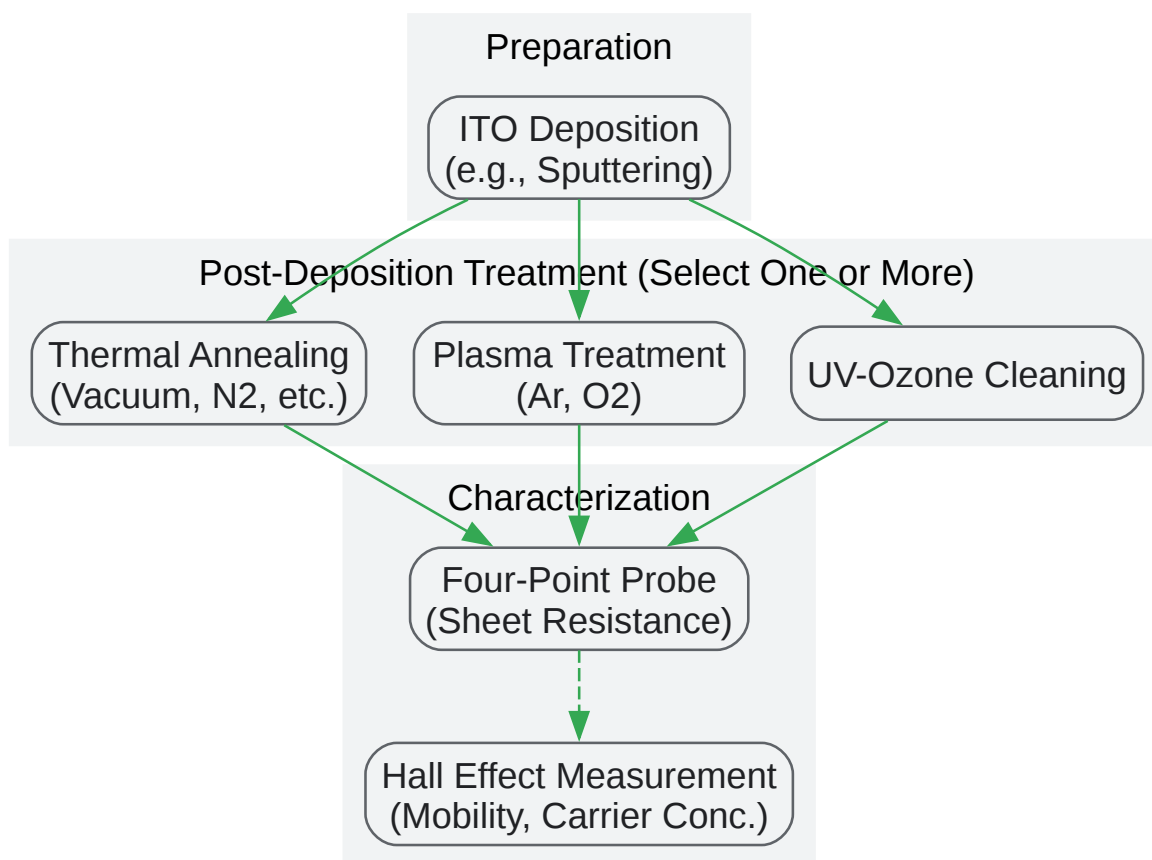 Preparation
ITO Deposition
(e.g., Sputtering)
Post-Deposition Treatment (Select One or More)
Thermal Annealing
(Vacuum, N2, etc.)
Plasma Treatment
(Ar, O2)
UV-Ozone Cleaning
Characterization
Four-Point Probe
(Sheet Resistance)
Hall Effect Measurement
(Mobility, Carrier Conc.)